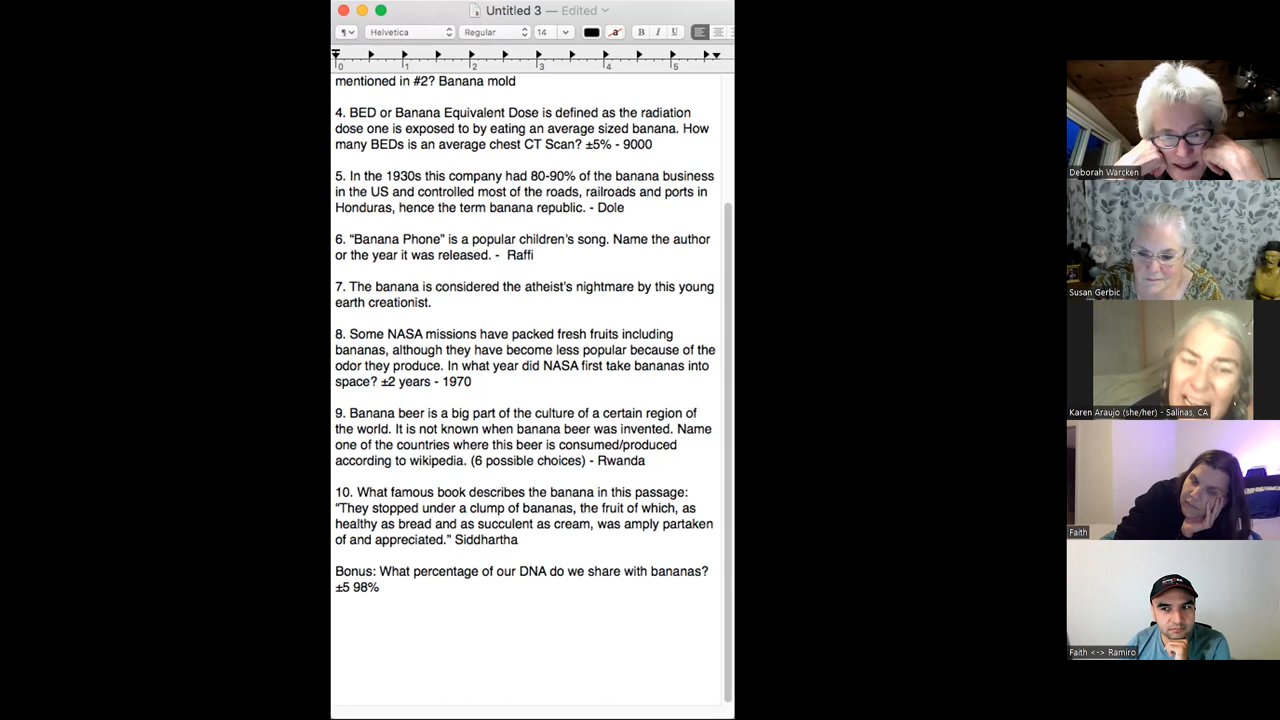 Untitled 3 — Edited
Helvetica
Regular
14
B
I
U
0
1
2
3
4
5
mentioned in #2? Banana mold
4. BED or Banana Equivalent Dose is defined as the radiation
dose one is exposed to by eating an average sized banana. How
many BEDs is an average chest CT Scan? ±5% - 9000
5. In the 1930s this company had 80-90% of the banana business
in the US and controlled most of the roads, railroads and ports in
Honduras, hence the term banana republic. - Dole
6. “Banana Phone” is a popular children’s song. Name the author
or the year it was released. - Raffi
7. The banana is considered the atheist’s nightmare by this young
earth creationist.
8. Some NASA missions have packed fresh fruits including
bananas, although they have become less popular because of the
odor they produce. In what year did NASA first take bananas into
space? ±2 years - 1970
9. Banana beer is a big part of the culture of a certain region of
the world. It is not known when banana beer was invented. Name
one of the countries where this beer is consumed/produced
according to wikipedia. (6 possible choices) - Rwanda
10. What famous book describes the banana in this passage:
“They stopped under a clump of bananas, the fruit of which, as
healthy as bread and as succulent as cream, was amply partaken
of and appreciated.” Siddhartha
Bonus: What percentage of our DNA do we share with bananas?
±5 98%
Deborah Warcken
Susan Gerbic
Karen Araujo (she/her) - Salinas, CA
Faith
Faith <-> Ramiro